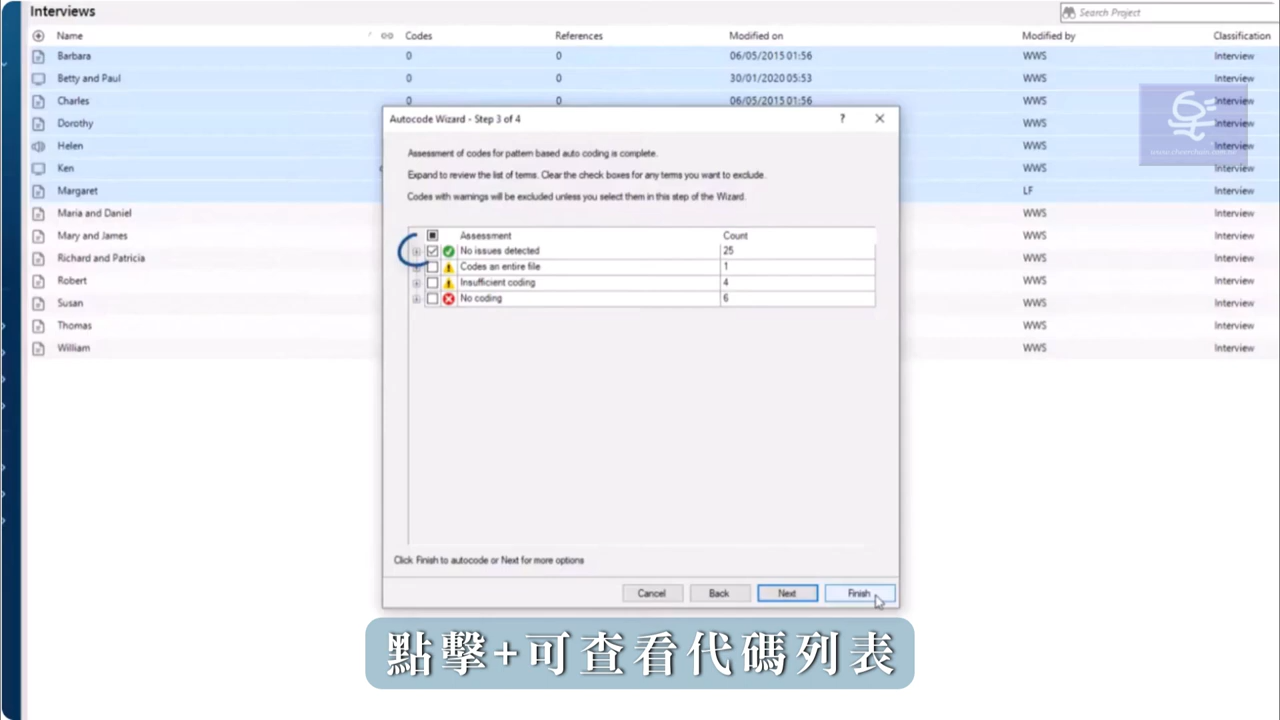 Interviews
Search Project
Name Codes References Modified on Modified by Classification
Barbara 0 0 06/05/2015 01:56 WWS Interview
Betty and Paul 0 0 30/01/2020 05:53 WWS Interview
Charles 0 0 06/05/2015 01:56 WWS Interview
Dorothy WWS Interview
Helen WWS Interview
Ken WWS Interview
Margaret LF Interview
Maria and Daniel WWS Interview
Mary and James WWS Interview
Richard and Patricia WWS Interview
Robert WWS Interview
Susan WWS Interview
Thomas WWS Interview
William WWS Interview
Autocode Wizard - Step 3 of 4
?
Assessment of codes for pattern based auto coding is complete.
Expand to review the list of terms. Clear the check boxes for any terms you want to exclude.
Codes with warnings will be excluded unless you select them in this step of the Wizard.
Assessment Count
No issues detected 25
Codes an entire file 1
Insufficient coding 4
No coding 6
Click Finish to autocode or Next for more options
Cancel Back Next Finish
點擊+可查看代碼列表